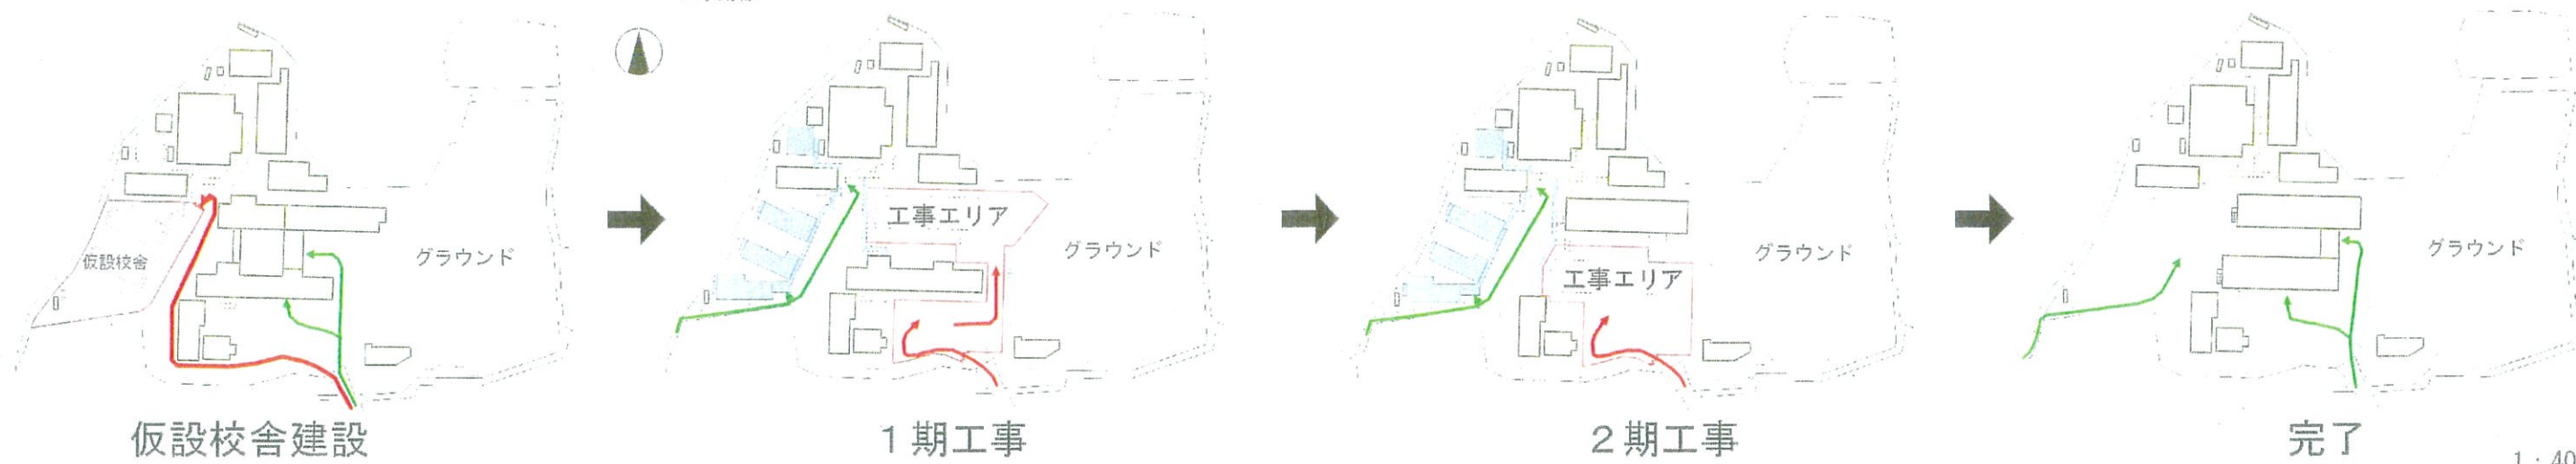 仮設校舎
グラウンド
仮設校舎建設
工事エリア
グラウンド
1期工事
工事エリア
グラウンド
2期工事
グラウンド
完了